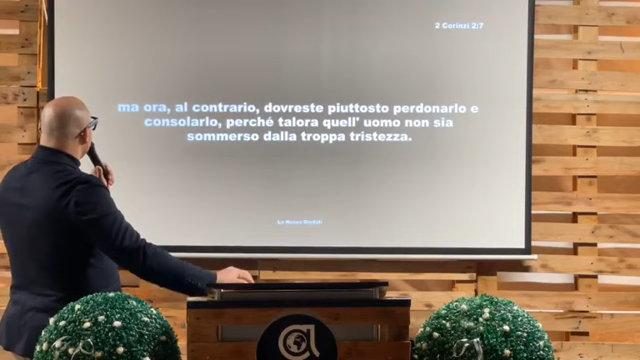 2 Corinzi 2:7
ma ora, al contrario, dovreste piuttosto perdonarlo e
consolarlo, perché talora quell' uomo non sia
sommerso dalla troppa tristezza.
La Nuova Diodati